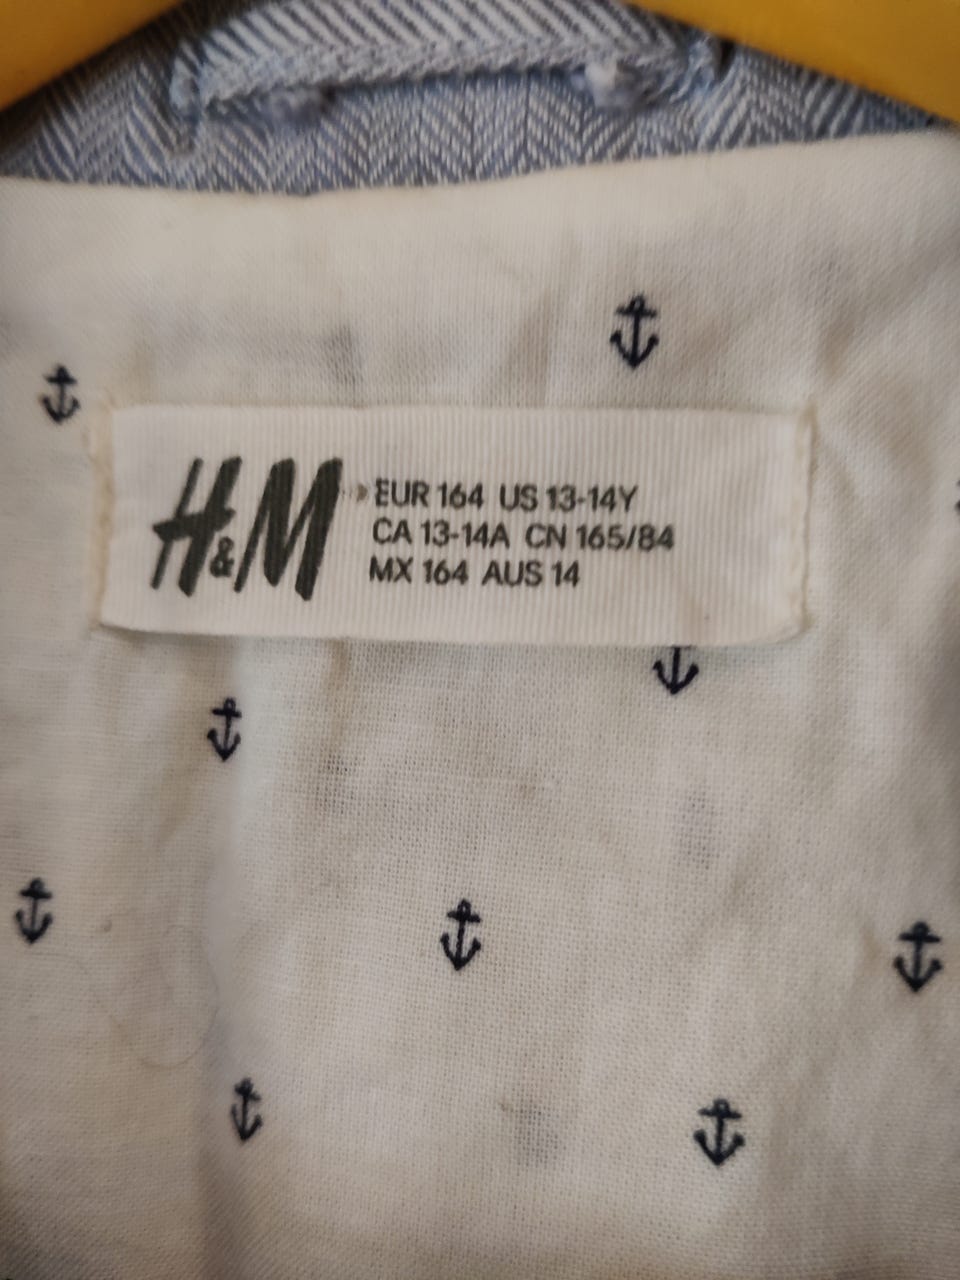 H&M
EUR 164 US 13-14Y
CA 13-14A CN 165/84
MX 164 AUS 14